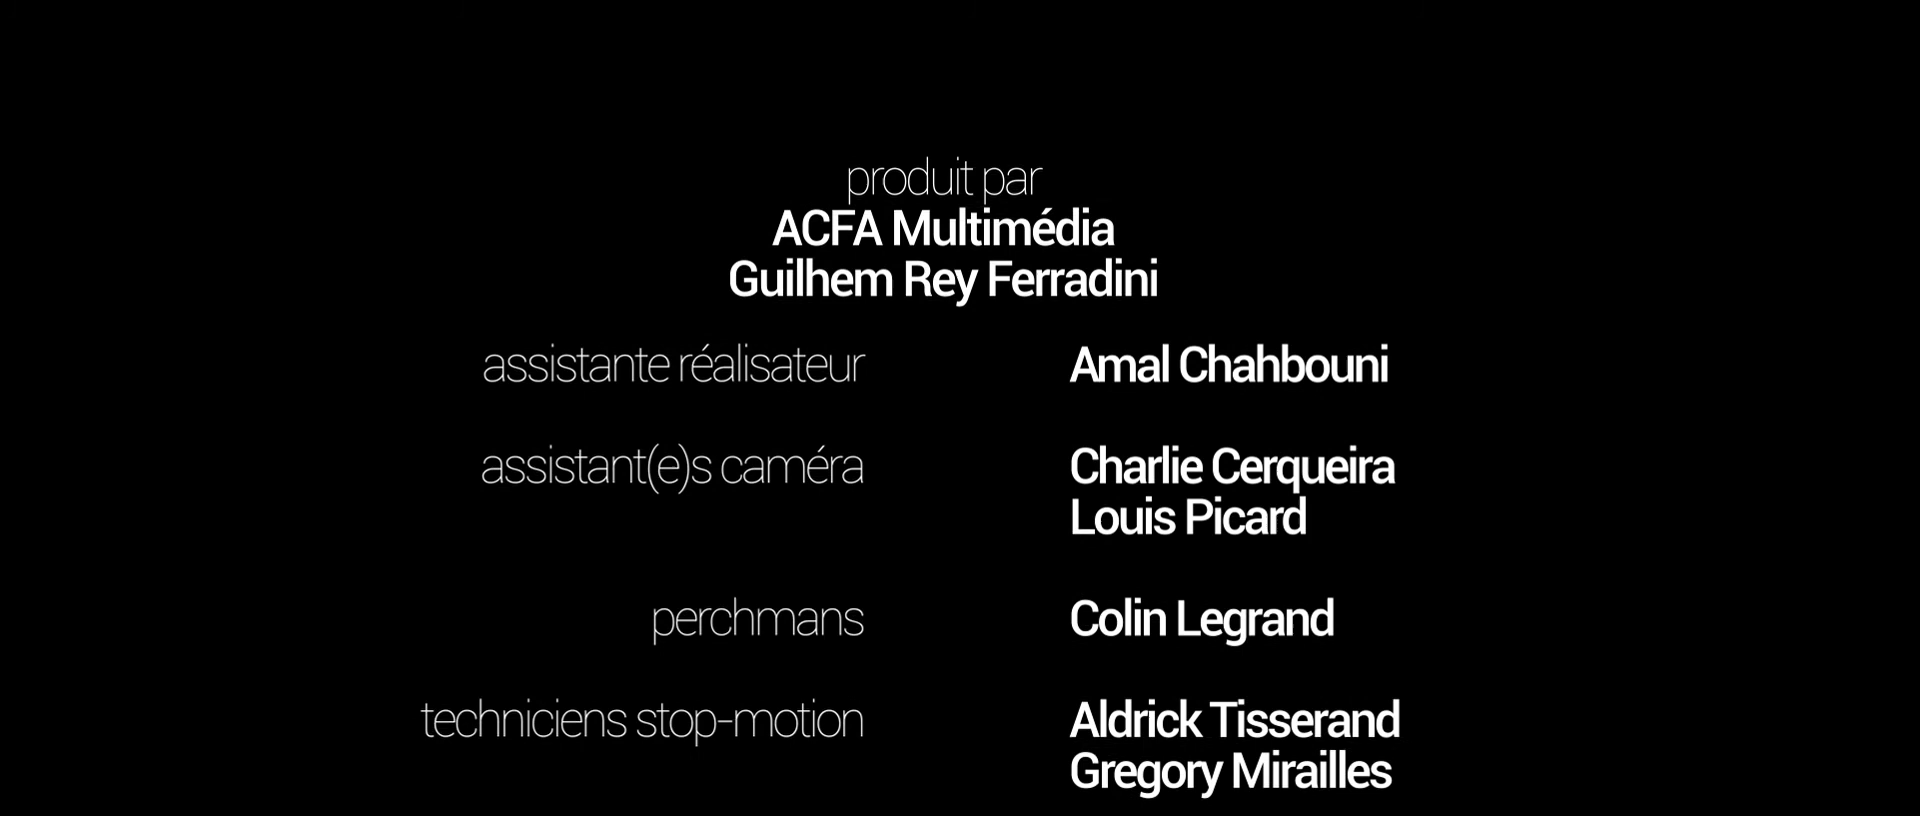 produit par
ACFA Multimédia
Guilhem Rey Ferradini
assistante réalisateur
Amal Chahbouni
assistant(e)s caméra
Charlie Cerqueira
Louis Picard
perchmans
Colin Legrand
techniciens stop-motion
Aldrick Tisserand
Gregory Mirailles